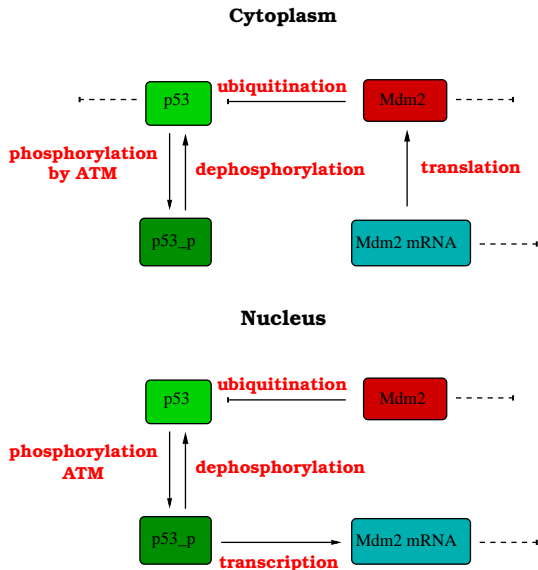 Cytoplasm
ubiquitination
p53
Mdm2
phosphorylation
by ATM
dephosphorylation
translation
p53_p
Mdm2 mRNA
Nucleus
ubiquitination
p53
Mdm2
phosphorylation
ATM
dephosphorylation
p53_p
Mdm2 mRNA
transcription